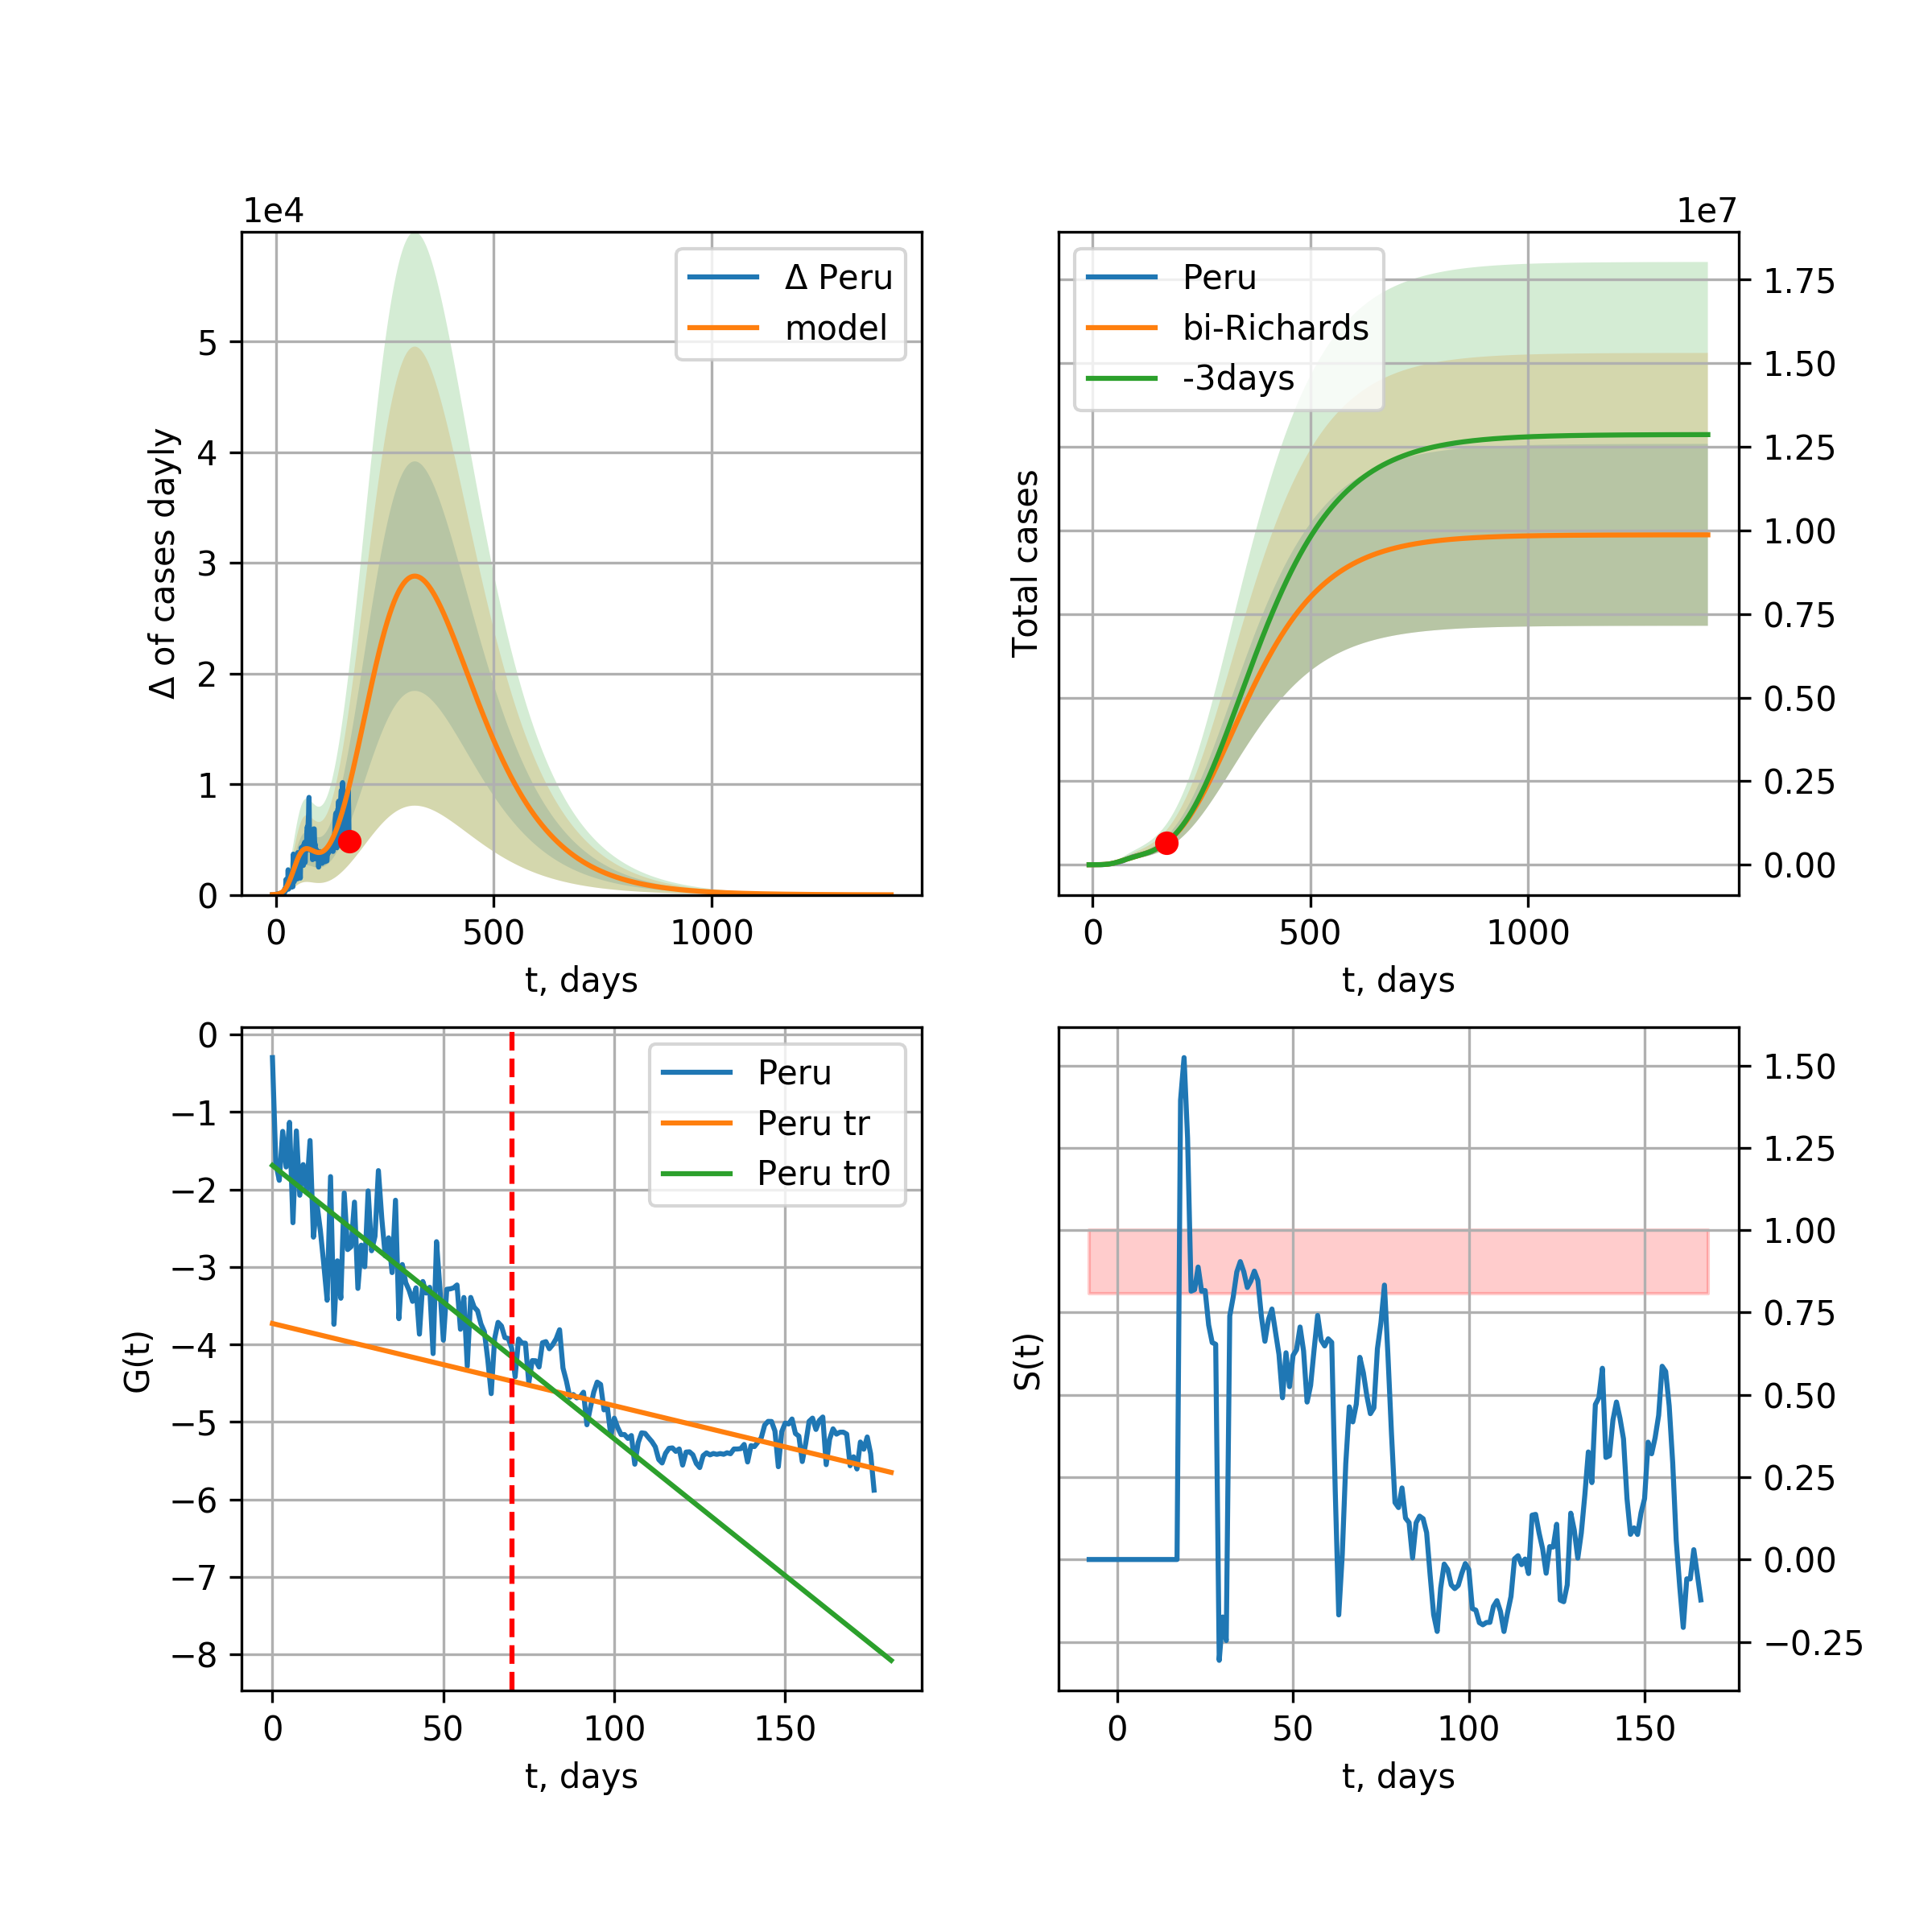 1e4
Δ of cases dayly
5
4
3
2
1
0
Δ Peru
model
0 500 1000
t, days
1e7
Total cases
Peru
bi-Richards
-3days
1.75
1.50
1.25
1.00
0.75
0.50
0.25
0.00
0 500 1000
t, days
G(t)
0
−1
−2
−3
−4
−5
−6
−7
−8
Peru
Peru tr
Peru tr0
0 50 100 150
t, days
S(t)
1.50
1.25
1.00
0.75
0.50
0.25
0.00
−0.25
0 50 100 150
t, days